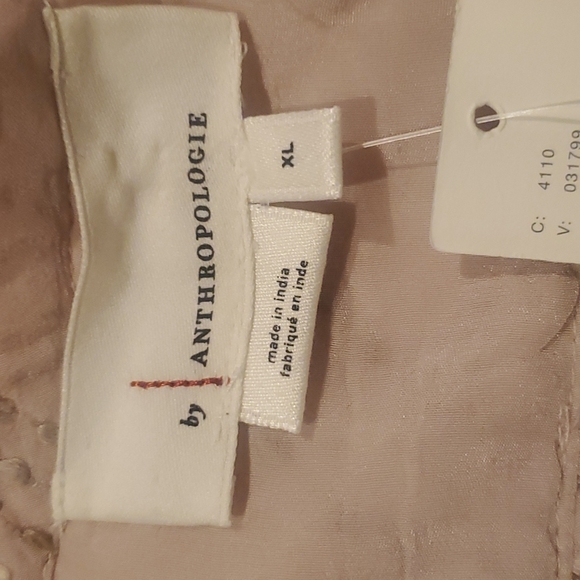 by ANTHROPOLOGIE
XL
made in india
fabriqué en inde
C: 4110
V: 031799